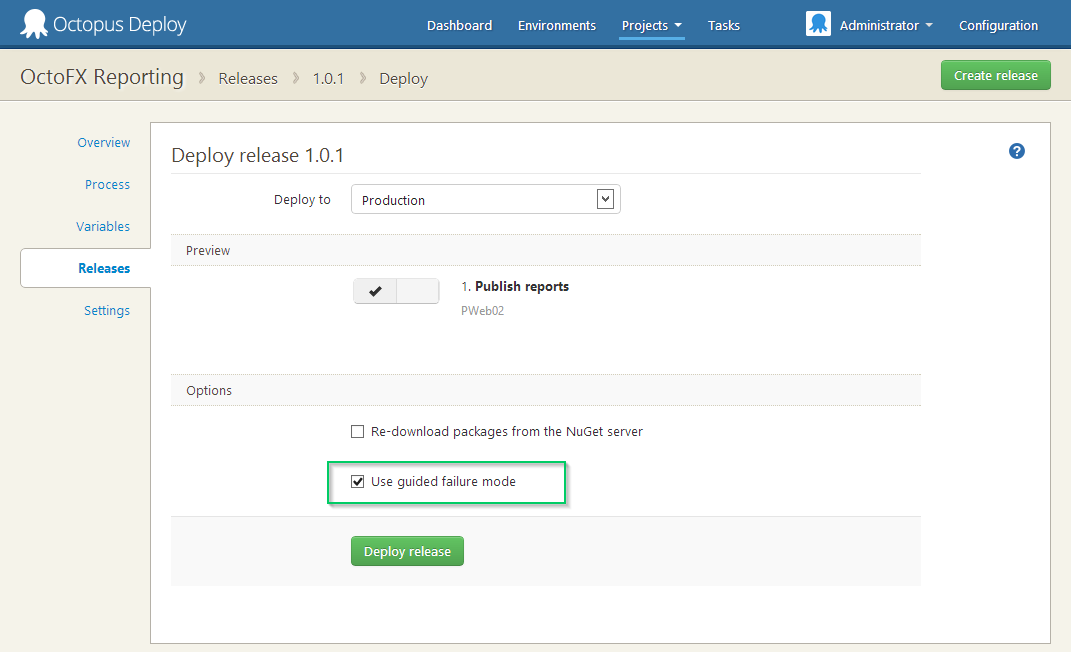 Octopus Deploy
Dashboard Environments Projects Tasks Administrator Configuration
OctoFX Reporting Releases 1.0.1 Deploy Create release
Overview
Process
Variables
Releases
Settings
Deploy release 1.0.1 ?
Deploy to Production
Preview
1. Publish reports
PWeb02
Options
Re-download packages from the NuGet server
Use guided failure mode
Deploy release